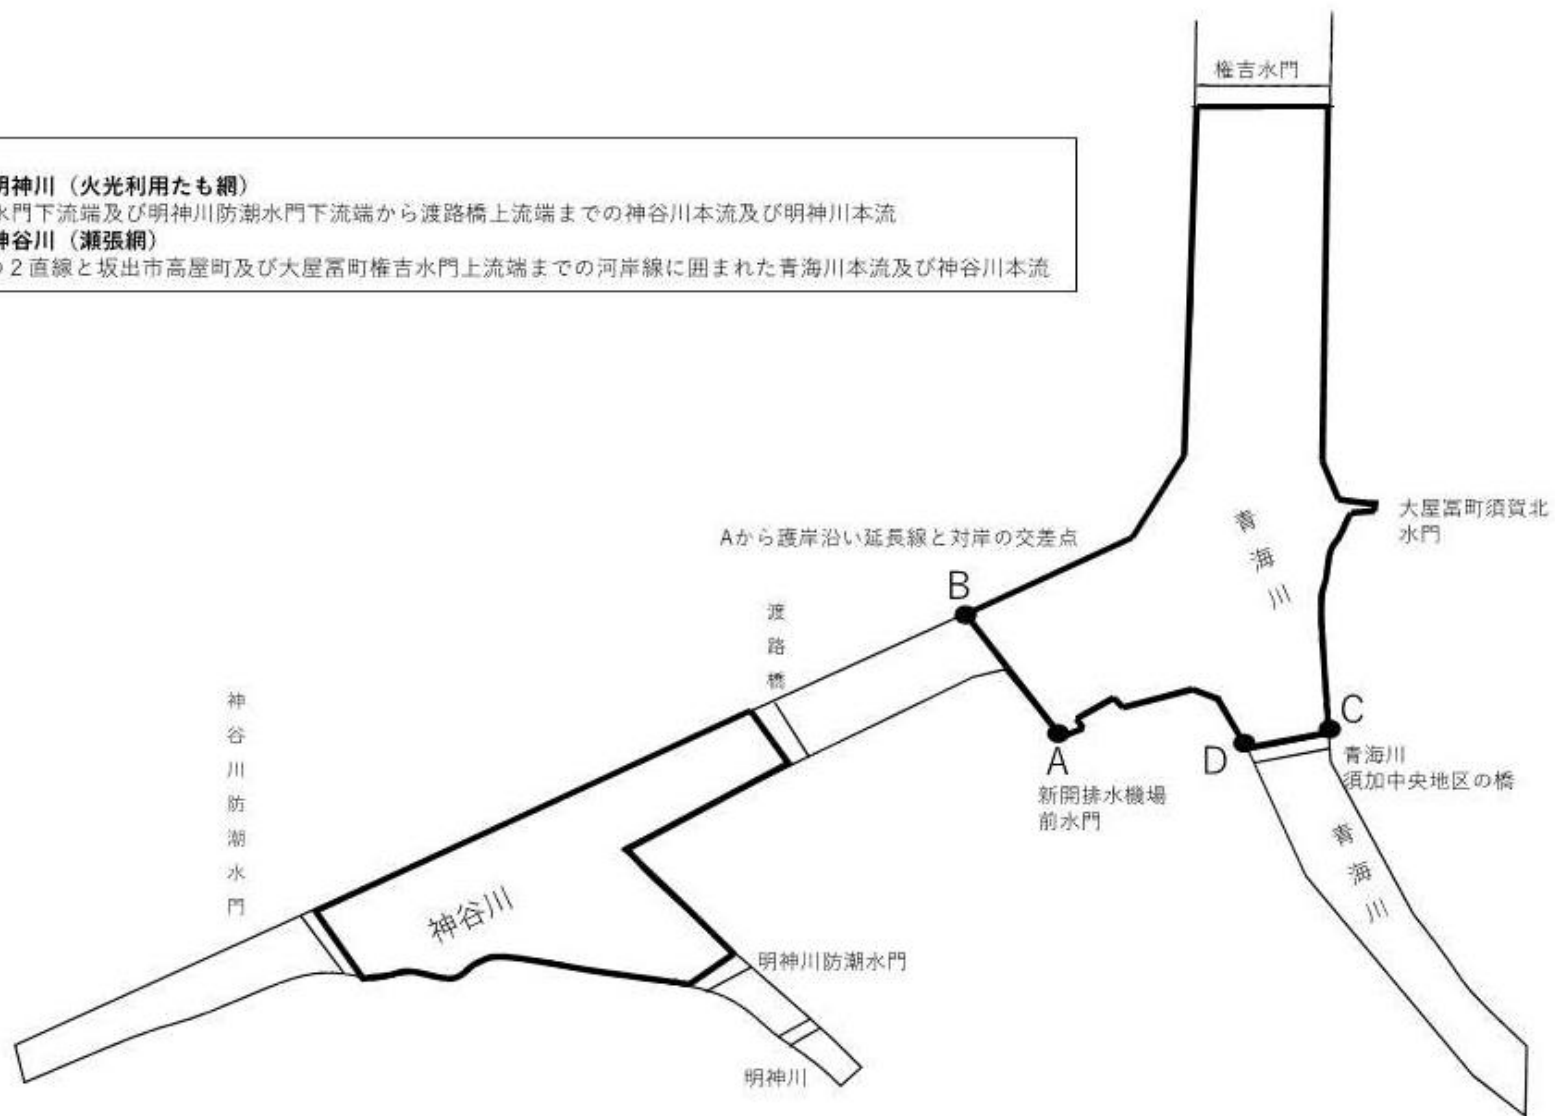 権吉水門
明神川（火光利用たも網）
水門下流端及び明神川防潮水門下流端から渡路橋上流端までの神谷川本流及び明神川本流
神谷川（瀬張網）
2直線と坂出市高屋町及び大屋冨町権吉水門上流端までの河岸線に囲まれた青海川本流及び神谷川本流
大屋冨町須賀北
水門
青海川
Aから護岸沿い延長線と対岸の交差点
B
渡路橋
神谷川防潮水門
C
D
A
青海川
須加中央地区の橋
新開排水機場
前水門
青海川
神谷川
明神川防潮水門
明神川